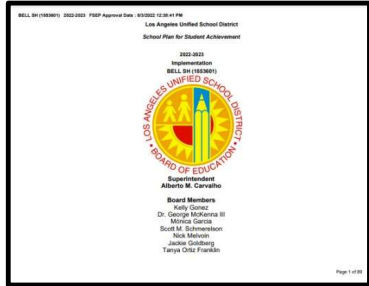 BELL SH (1853601) 2022-2023 PSEP Approval Date : 8/3/2022 12:30:41 PM
Los Angeles Unified School District
School Plan for Student Achievement
2022-2023
Implementation
BELL SH (1853601)
LOS ANGELES UNIFIED SCHOOL DISTRICT
BOARD OF EDUCATION
Superintendent
Alberto M. Carvalho
Board Members
Kelly Gonez
Dr. George McKenna III
Mónica García
Scott M. Schmerelson
Nick Melvoin
Jackie Goldberg
Tanya Ortiz Franklin
Page 1 of 89